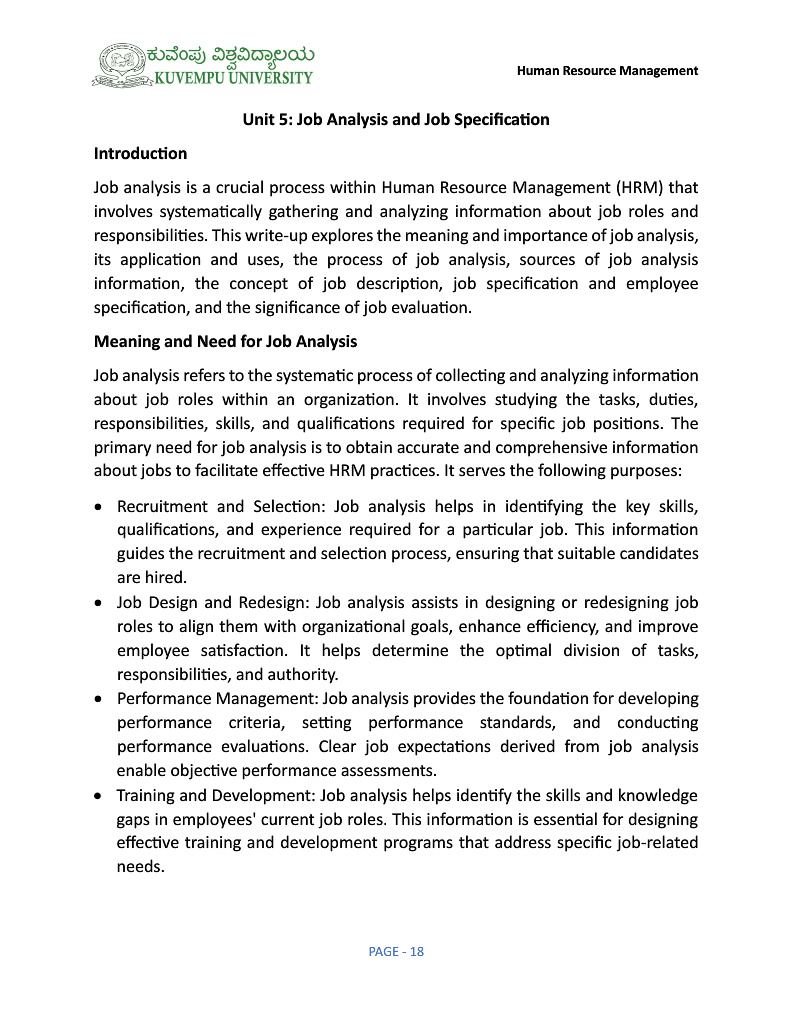 ಕುವೆಂಪು ವಿಶ್ವವಿದ್ಯಾಲಯ
KUVEMPU UNIVERSITY
Human Resource Management
Unit 5: Job Analysis and Job Specification
Introduction
Job analysis is a crucial process within Human Resource Management (HRM) that
involves systematically gathering and analyzing information about job roles and
responsibilities. This write-up explores the meaning and importance of job analysis,
its application and uses, the process of job analysis, sources of job analysis
information, the concept of job description, job specification and employee
specification, and the significance of job evaluation.
Meaning and Need for Job Analysis
Job analysis refers to the systematic process of collecting and analyzing information
about job roles within an organization. It involves studying the tasks, duties,
responsibilities, skills, and qualifications required for specific job positions. The
primary need for job analysis is to obtain accurate and comprehensive information
about jobs to facilitate effective HRM practices. It serves the following purposes:
• Recruitment and Selection: Job analysis helps in identifying the key skills,
qualifications, and experience required for a particular job. This information
guides the recruitment and selection process, ensuring that suitable candidates
are hired.
• Job Design and Redesign: Job analysis assists in designing or redesigning job
roles to align them with organizational goals, enhance efficiency, and improve
employee satisfaction. It helps determine the optimal division of tasks,
responsibilities, and authority.
• Performance Management: Job analysis provides the foundation for developing
performance criteria, setting performance standards, and conducting
performance evaluations. Clear job expectations derived from job analysis
enable objective performance assessments.
• Training and Development: Job analysis helps identify the skills and knowledge
gaps in employees' current job roles. This information is essential for designing
effective training and development programs that address specific job-related
needs.
PAGE - 18